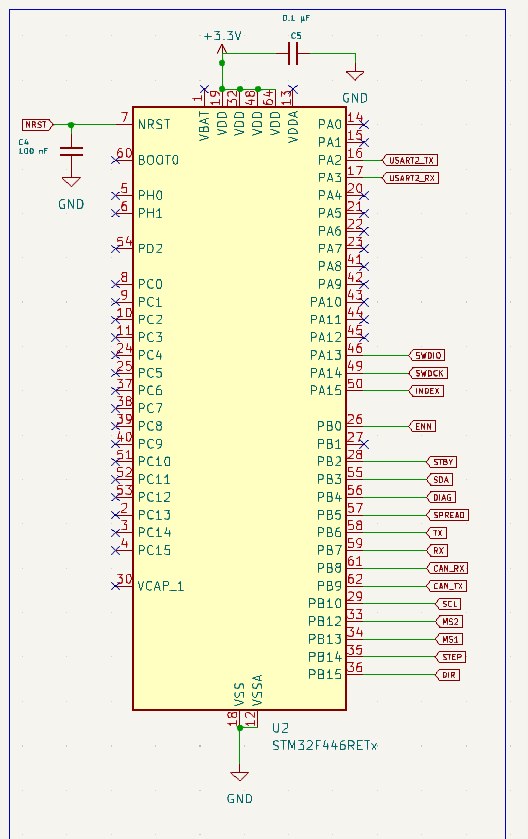 0.1 µF
+3.3V
C5
GND
1
19
32
48
64
13
VBAT
VDD
VDD
VDD
VDD
VDDA
NRST
7
NRST
C4
100 nF
GND
60
BOOT0
5
PH0
6
PH1
54
PD2
8
PC0
9
PC1
10
PC2
11
PC3
24
PC4
25
PC5
37
PC6
38
PC7
39
PC8
40
PC9
51
PC10
52
PC11
53
PC12
2
PC13
3
PC14
4
PC15
30
VCAP_1
PA0
14
PA1
15
PA2
16
USART2_TX
PA3
17
USART2_RX
PA4
20
PA5
21
PA6
22
PA7
23
PA8
41
PA9
42
PA10
43
PA11
44
PA12
45
PA13
46
SWDIO
PA14
49
SWDCK
PA15
50
INDEX
PB0
26
ENN
PB1
27
PB2
28
STBY
PB3
55
SDA
PB4
56
DIAG
PB5
57
SPREAD
PB6
58
TX
PB7
59
RX
PB8
61
CAN_RX
PB9
62
CAN_TX
PB10
29
SCL
PB12
33
MS2
PB13
34
MS1
PB14
35
STEP
PB15
36
DIR
VSS
VSSA
18
12
U2
STM32F446RETx
GND